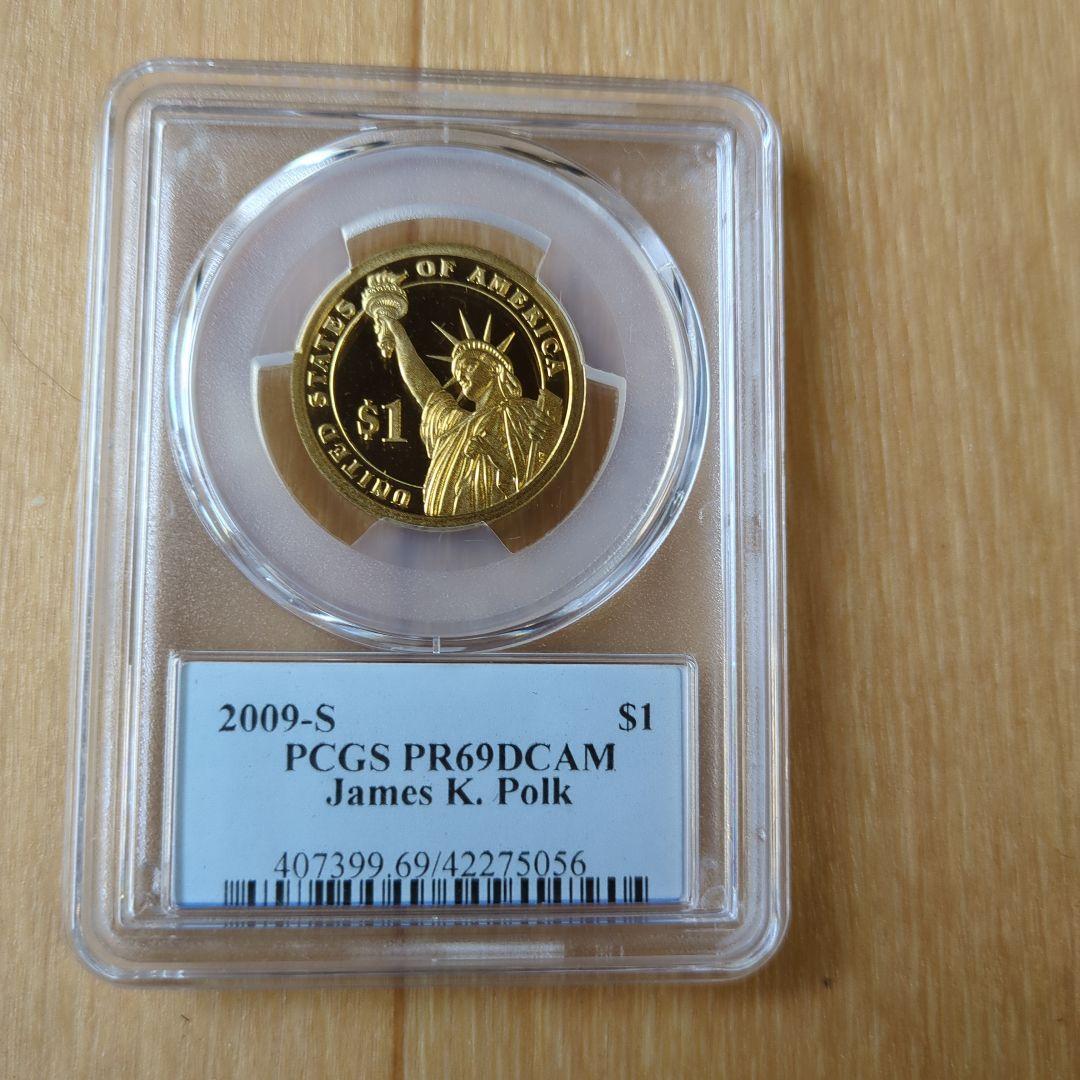 UNITED STATES OF AMERICA
$1
2009-S $1
PCGS PR69DCAM
James K. Polk
407399.69/42275056